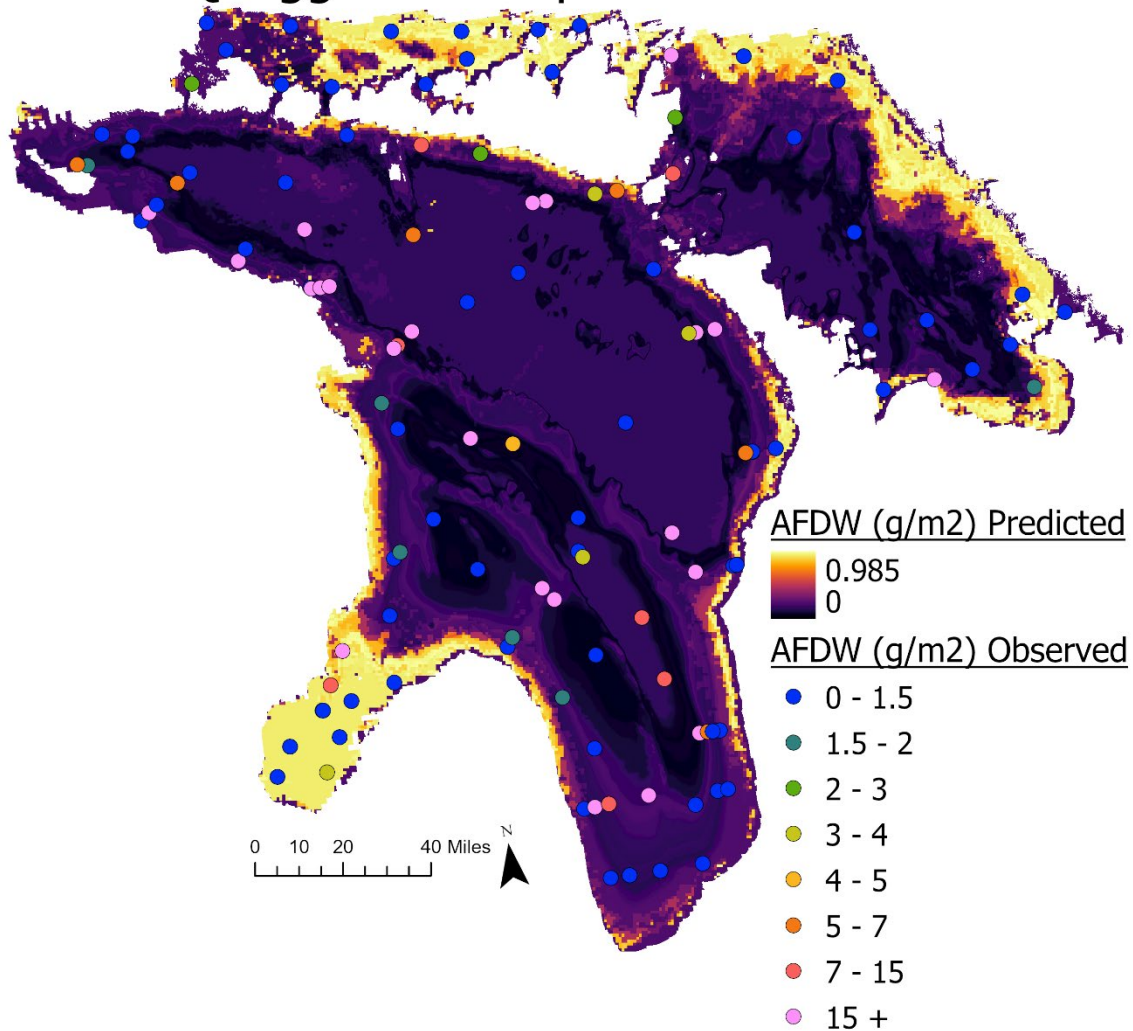 AFDW (g/m2) Predicted
0.985
0
AFDW (g/m2) Observed
0 - 1.5
1.5 - 2
2 - 3
3 - 4
4 - 5
5 - 7
7 - 15
15 +
N
0 10 20 40 Miles